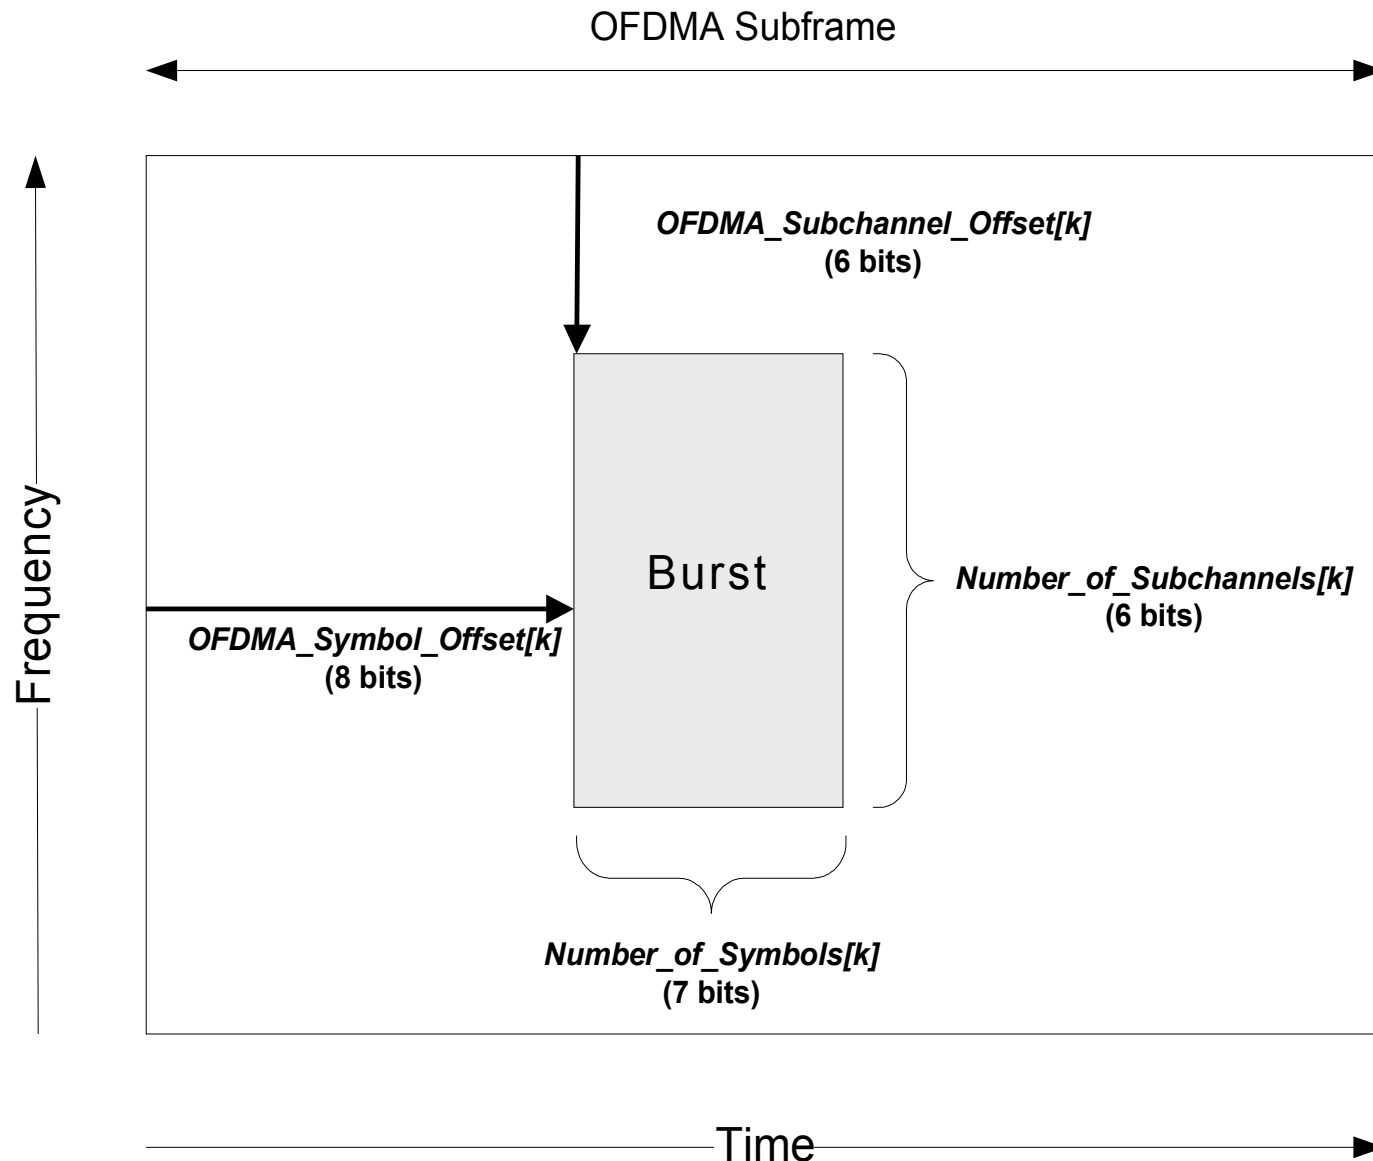 OFDMA Subframe
OFDMA_Subchannel_Offset[k]
(6 bits)
Burst
Number_of_Subchannels[k]
(6 bits)
OFDMA_Symbol_Offset[k]
(8 bits)
Frequency
Number_of_Symbols[k]
(7 bits)
Time